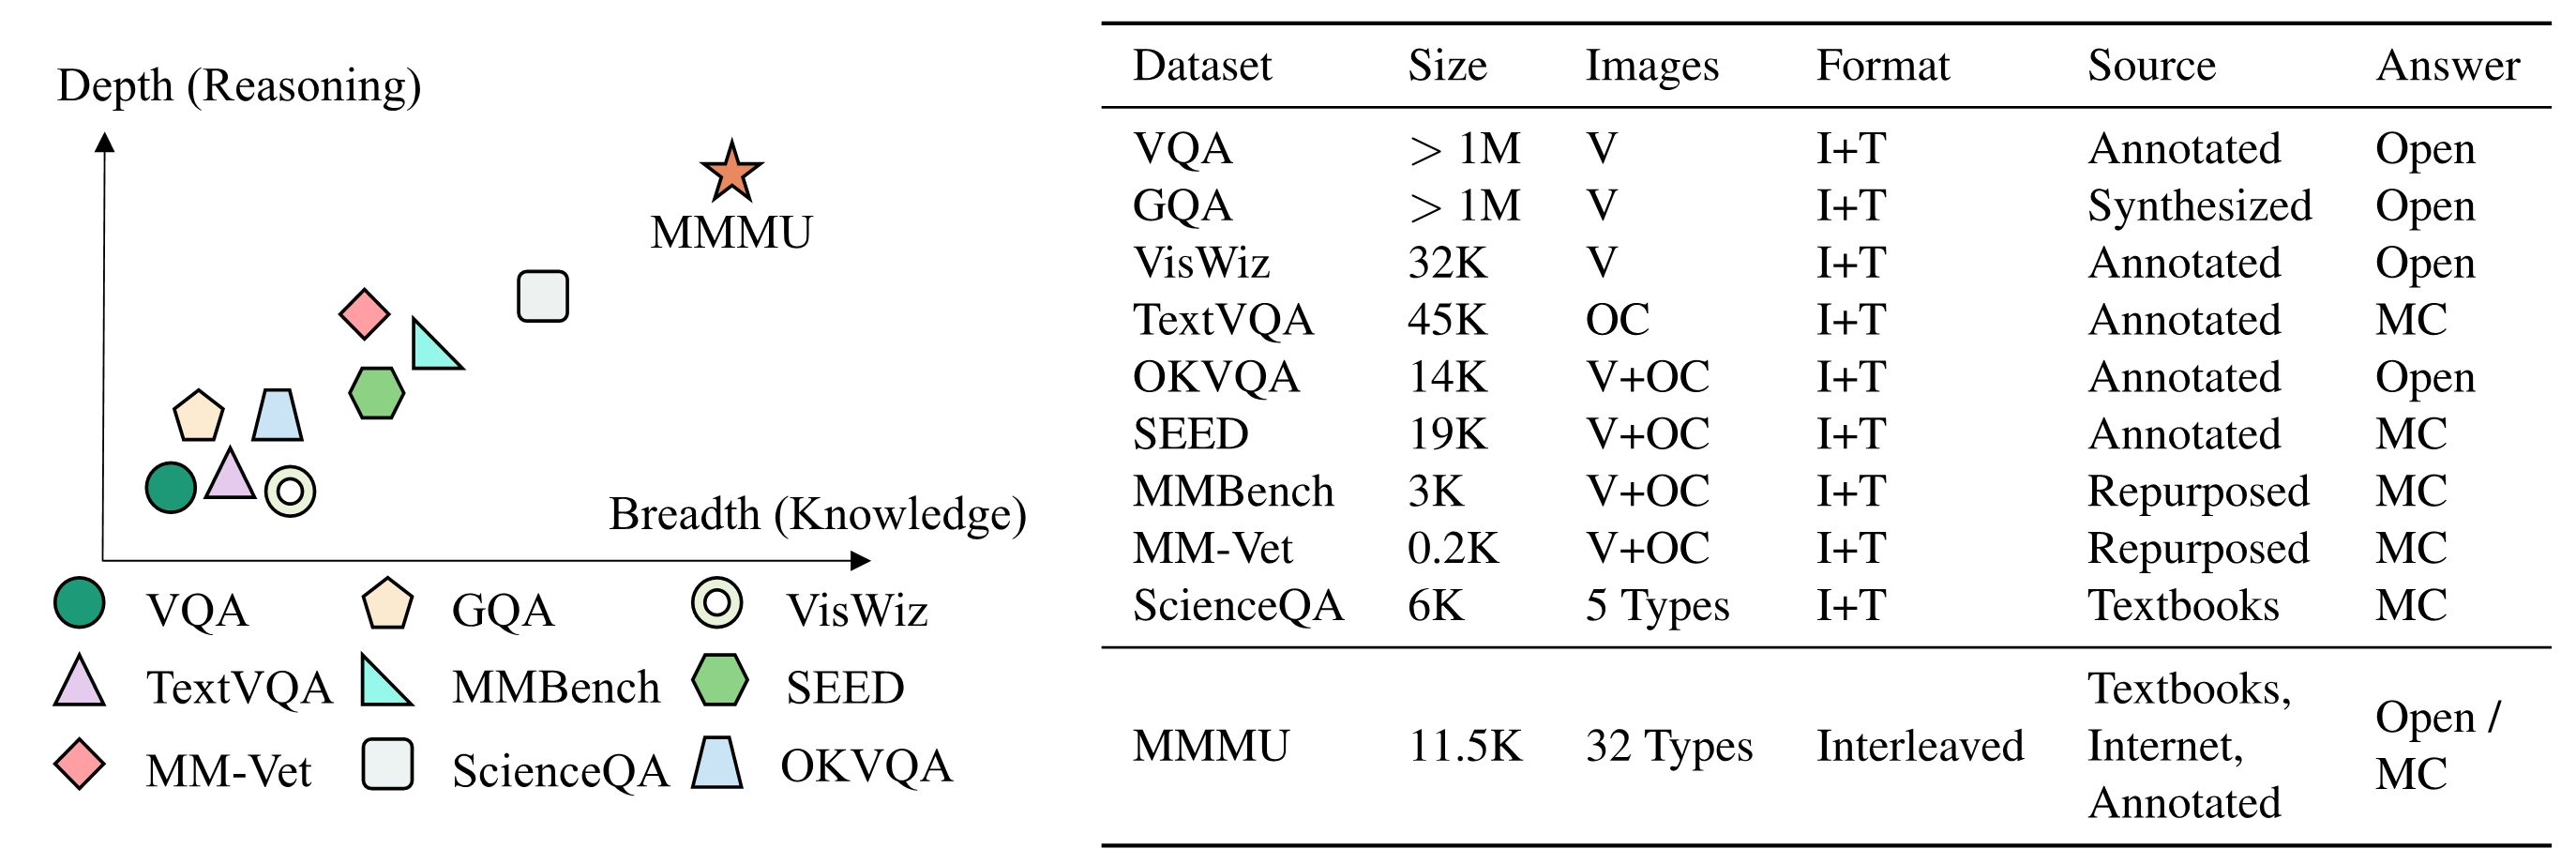 Depth (Reasoning)
MMMU
Breadth (Knowledge)
VQA GQA VisWiz
TextVQA MMBench SEED
MM-Vet ScienceQA OKVQA
Dataset Size Images Format Source Answer
VQA > 1M V I+T Annotated Open
GQA > 1M V I+T Synthesized Open
VisWiz 32K V I+T Annotated Open
TextVQA 45K OC I+T Annotated MC
OKVQA 14K V+OC I+T Annotated Open
SEED 19K V+OC I+T Annotated MC
MMBench 3K V+OC I+T Repurposed MC
MM-Vet 0.2K V+OC I+T Repurposed MC
ScienceQA 6K 5 Types I+T Textbooks MC
MMMU 11.5K 32 Types Interleaved
Textbooks,
Internet,
Annotated
Open /
MC